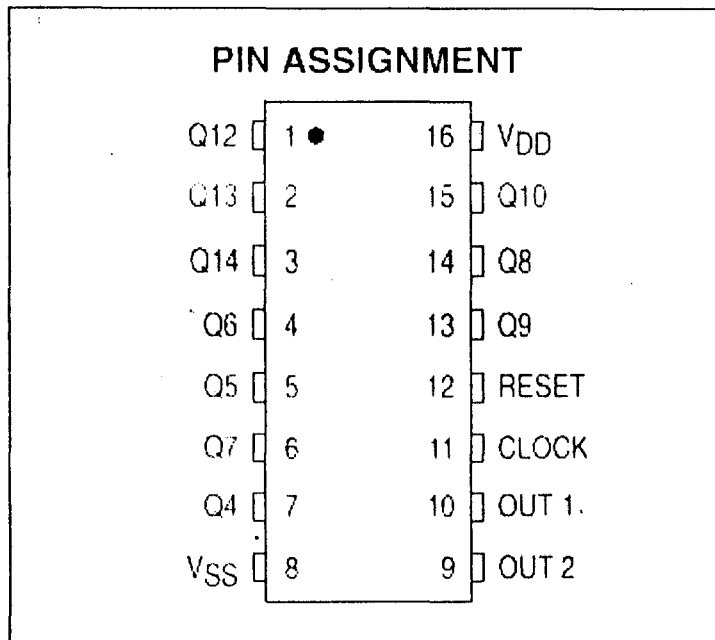 PIN ASSIGNMENT
Q12 1 16 VDD
Q13 2 15 Q10
Q14 3 14 Q8
Q6 4 13 Q9
Q5 5 12 RESET
Q7 6 11 CLOCK
Q4 7 10 OUT 1
VSS 8 9 OUT 2